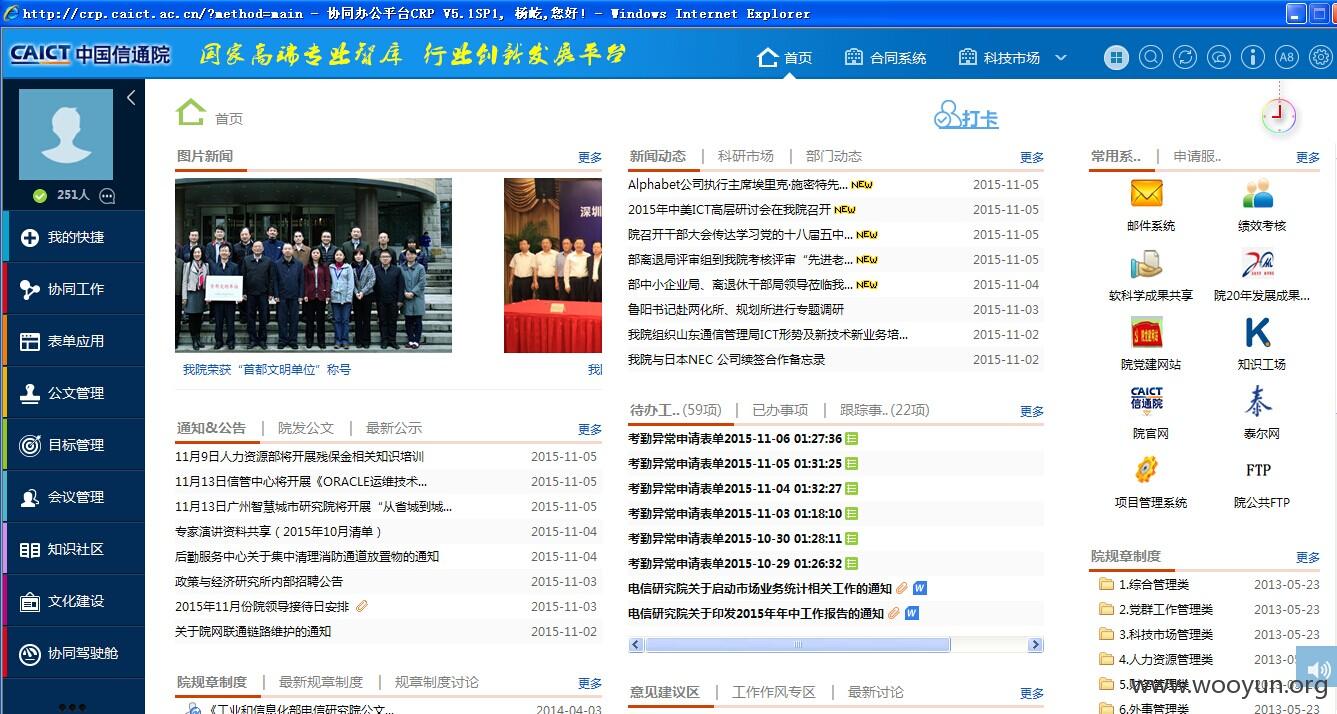 http://crp.caict.ac.cn/?method=main - 协同办公平台CRP V5.1SP1, 杨屹,您好! - Windows Internet Explorer
CAICT 中国信通院 国家高端专业智库 行业创新发展平台 首页 合同系统 科技市场 A8
251人
我的快捷
协同工作
表单应用
公文管理
目标管理
会议管理
知识社区
文化建设
协同驾驶舱
首页 打卡
图片新闻 更多
深圳
我院荣获“首都文明单位”称号 我
通知&公告 院发公文 最新公示 更多
11月9日人力资源部将开展残保金相关知识培训 2015-11-05
11月13日信管中心将开展《ORACLE运维技术... 2015-11-05
11月13日广州智慧城市研究院将开展“从省域到城... 2015-11-05
专家演讲资料共享（2015年10月清单） 2015-11-04
后勤服务中心关于集中清理消防通道放置物的通知 2015-11-04
政策与经济研究所内部招聘公告 2015-11-03
2015年11月份院领导接待日安排 2015-11-03
关于院网联通链路维护的通知 2015-11-02
院规章制度 最新规章制度 规章制度讨论 更多
《工业和信息化部电信研究院公文... 2014-04-03
新闻动态 科研市场 部门动态 更多
Alphabet公司执行主席埃里克·施密特先... NEW 2015-11-05
2015年中美ICT高层研讨会在我院召开 NEW 2015-11-05
院召开干部大会传达学习党的十八届五中... NEW 2015-11-05
部离退局评审组到我院考核评审“先进老... NEW 2015-11-05
部中小企业局、离退休干部局领导莅临我... NEW 2015-11-04
鲁阳书记赴两化所、规划所进行专题调研 2015-11-03
我院组织山东通信管理局ICT形势及新技术新业务培... 2015-11-02
我院与日本NEC 公司续签合作备忘录 2015-11-02
待办工.. (59项) 已办事项 跟踪事.. (22项) 更多
考勤异常申请表单2015-11-06 01:27:36
考勤异常申请表单2015-11-05 01:31:25
考勤异常申请表单2015-11-04 01:32:27
考勤异常申请表单2015-11-03 01:18:10
考勤异常申请表单2015-10-30 01:28:11
考勤异常申请表单2015-10-29 01:26:32
电信研究院关于启动市场业务统计相关工作的通知
电信研究院关于印发2015年年中工作报告的通知
意见建议区 工作作风专区 最新讨论 更多
常用系.. 申请服.. 更多
邮件系统 绩效考核
软科学成果共享 院20年发展成果...
院党建网站 知识工场
CAICT 信通院 泰
院官网 泰尔网
FTP
项目管理系统 院公共FTP
院规章制度 更多
1.综合管理类 2013-05-23
2.党群工作管理类 2013-05-23
3.科技市场管理类 2013-05-23
4.人力资源管理类 2013-05
www.wooyun.org
6.外事管理类 2013-05-23